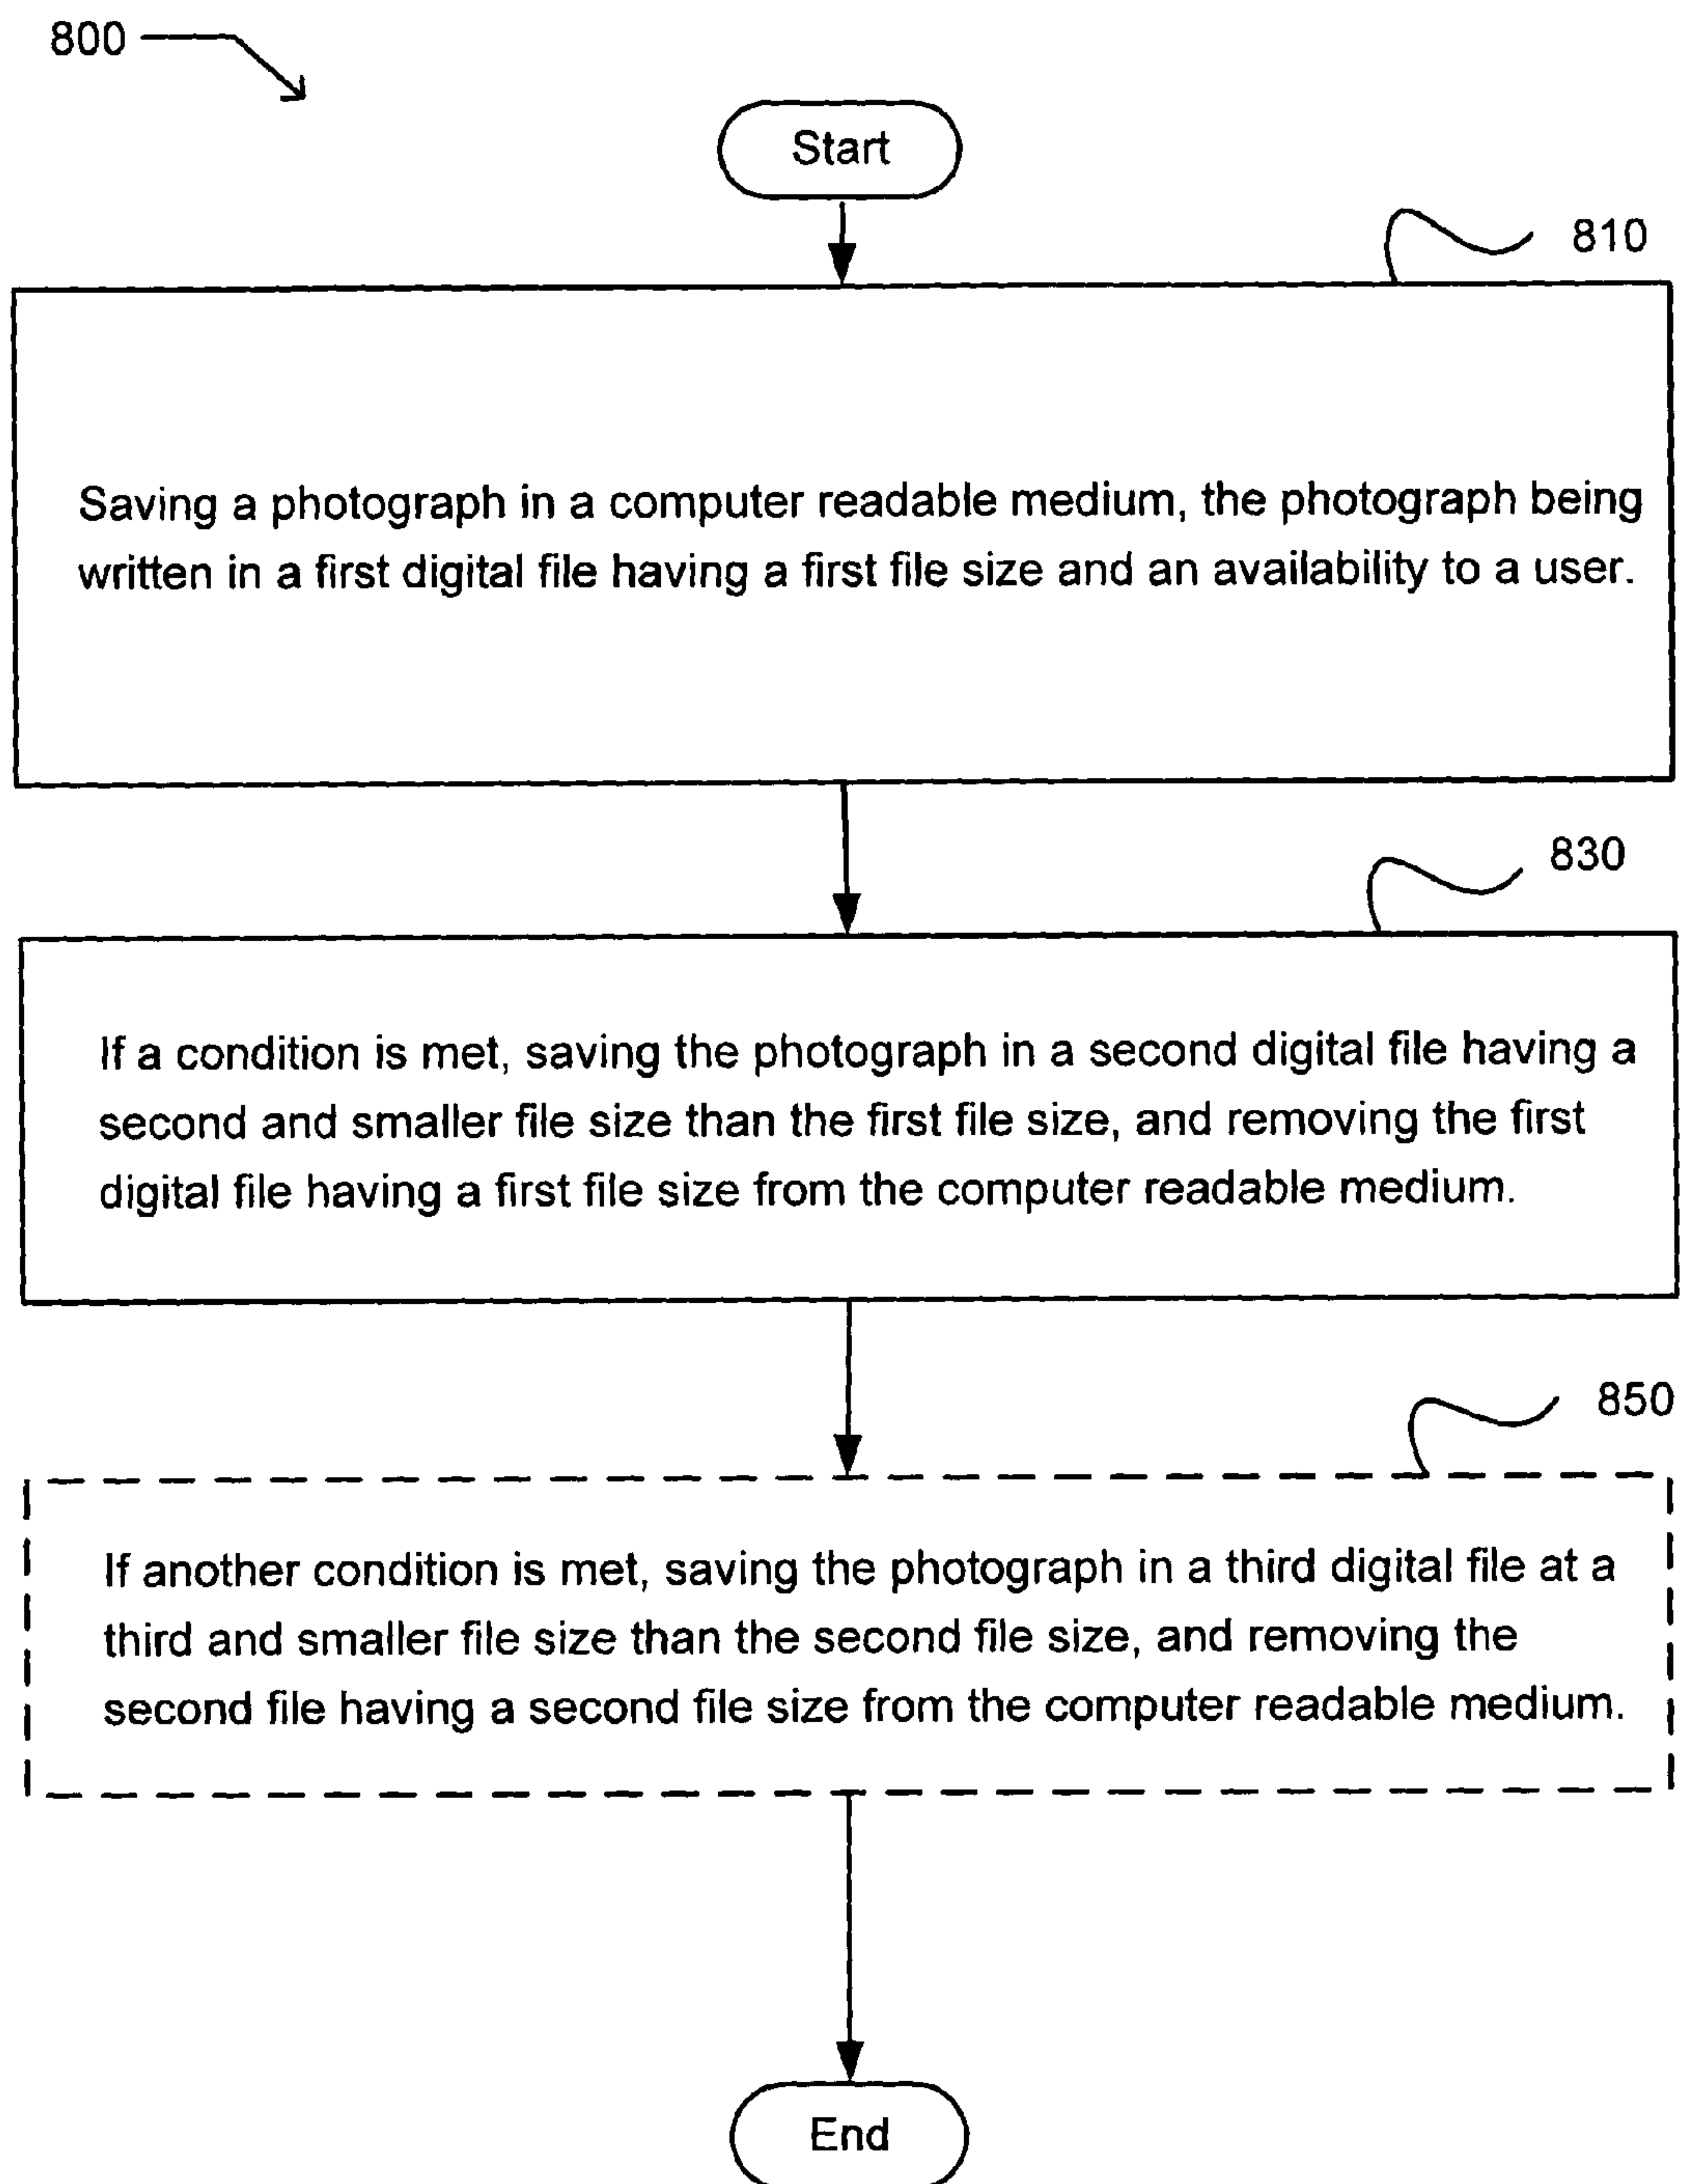 800
Start
810
Saving a photograph in a computer readable medium, the photograph being
written in a first digital file having a first file size and an availability to a user.
830
If a condition is met, saving the photograph in a second digital file having a
second and smaller file size than the first file size, and removing the first
digital file having a first file size from the computer readable medium.
850
If another condition is met, saving the photograph in a third digital file at a
third and smaller file size than the second file size, and removing the
second file having a second file size from the computer readable medium.
End